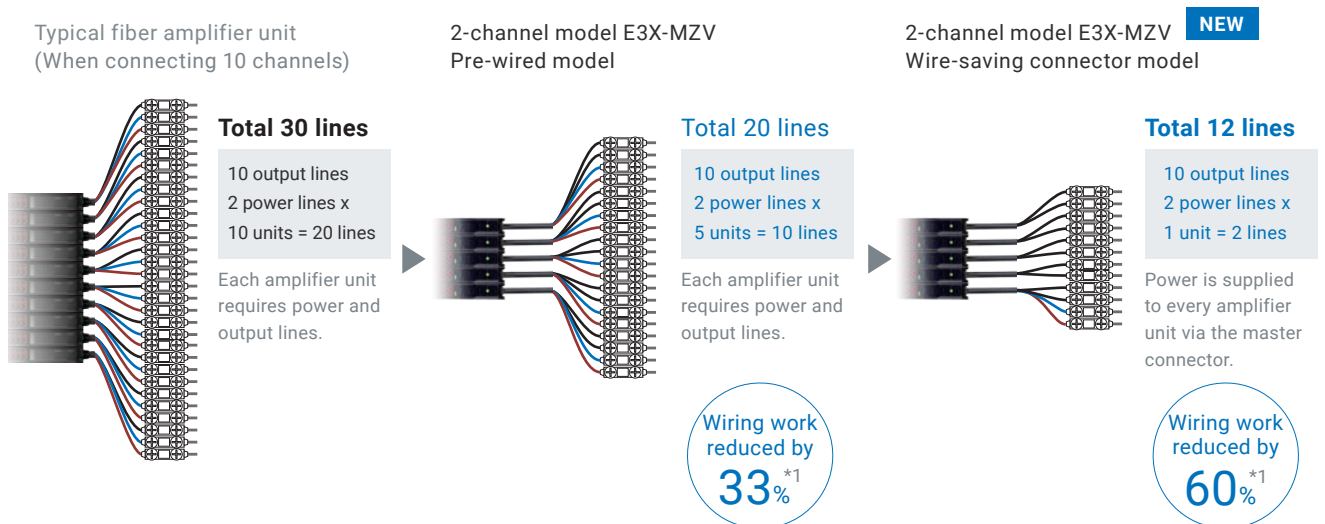 Typical fiber amplifier unit
(When connecting 10 channels)
Total 30 lines
10 output lines
2 power lines x
10 units = 20 lines
Each amplifier unit
requires power and
output lines.
2-channel model E3X-MZV
Pre-wired model
Total 20 lines
10 output lines
2 power lines x
5 units = 10 lines
Each amplifier unit
requires power and
output lines.
Wiring work
reduced by
33% *1
2-channel model E3X-MZV NEW
Wire-saving connector model
Total 12 lines
10 output lines
2 power lines x
1 unit = 2 lines
Power is supplied
to every amplifier
unit via the master
connector.
Wiring work
reduced by
60% *1